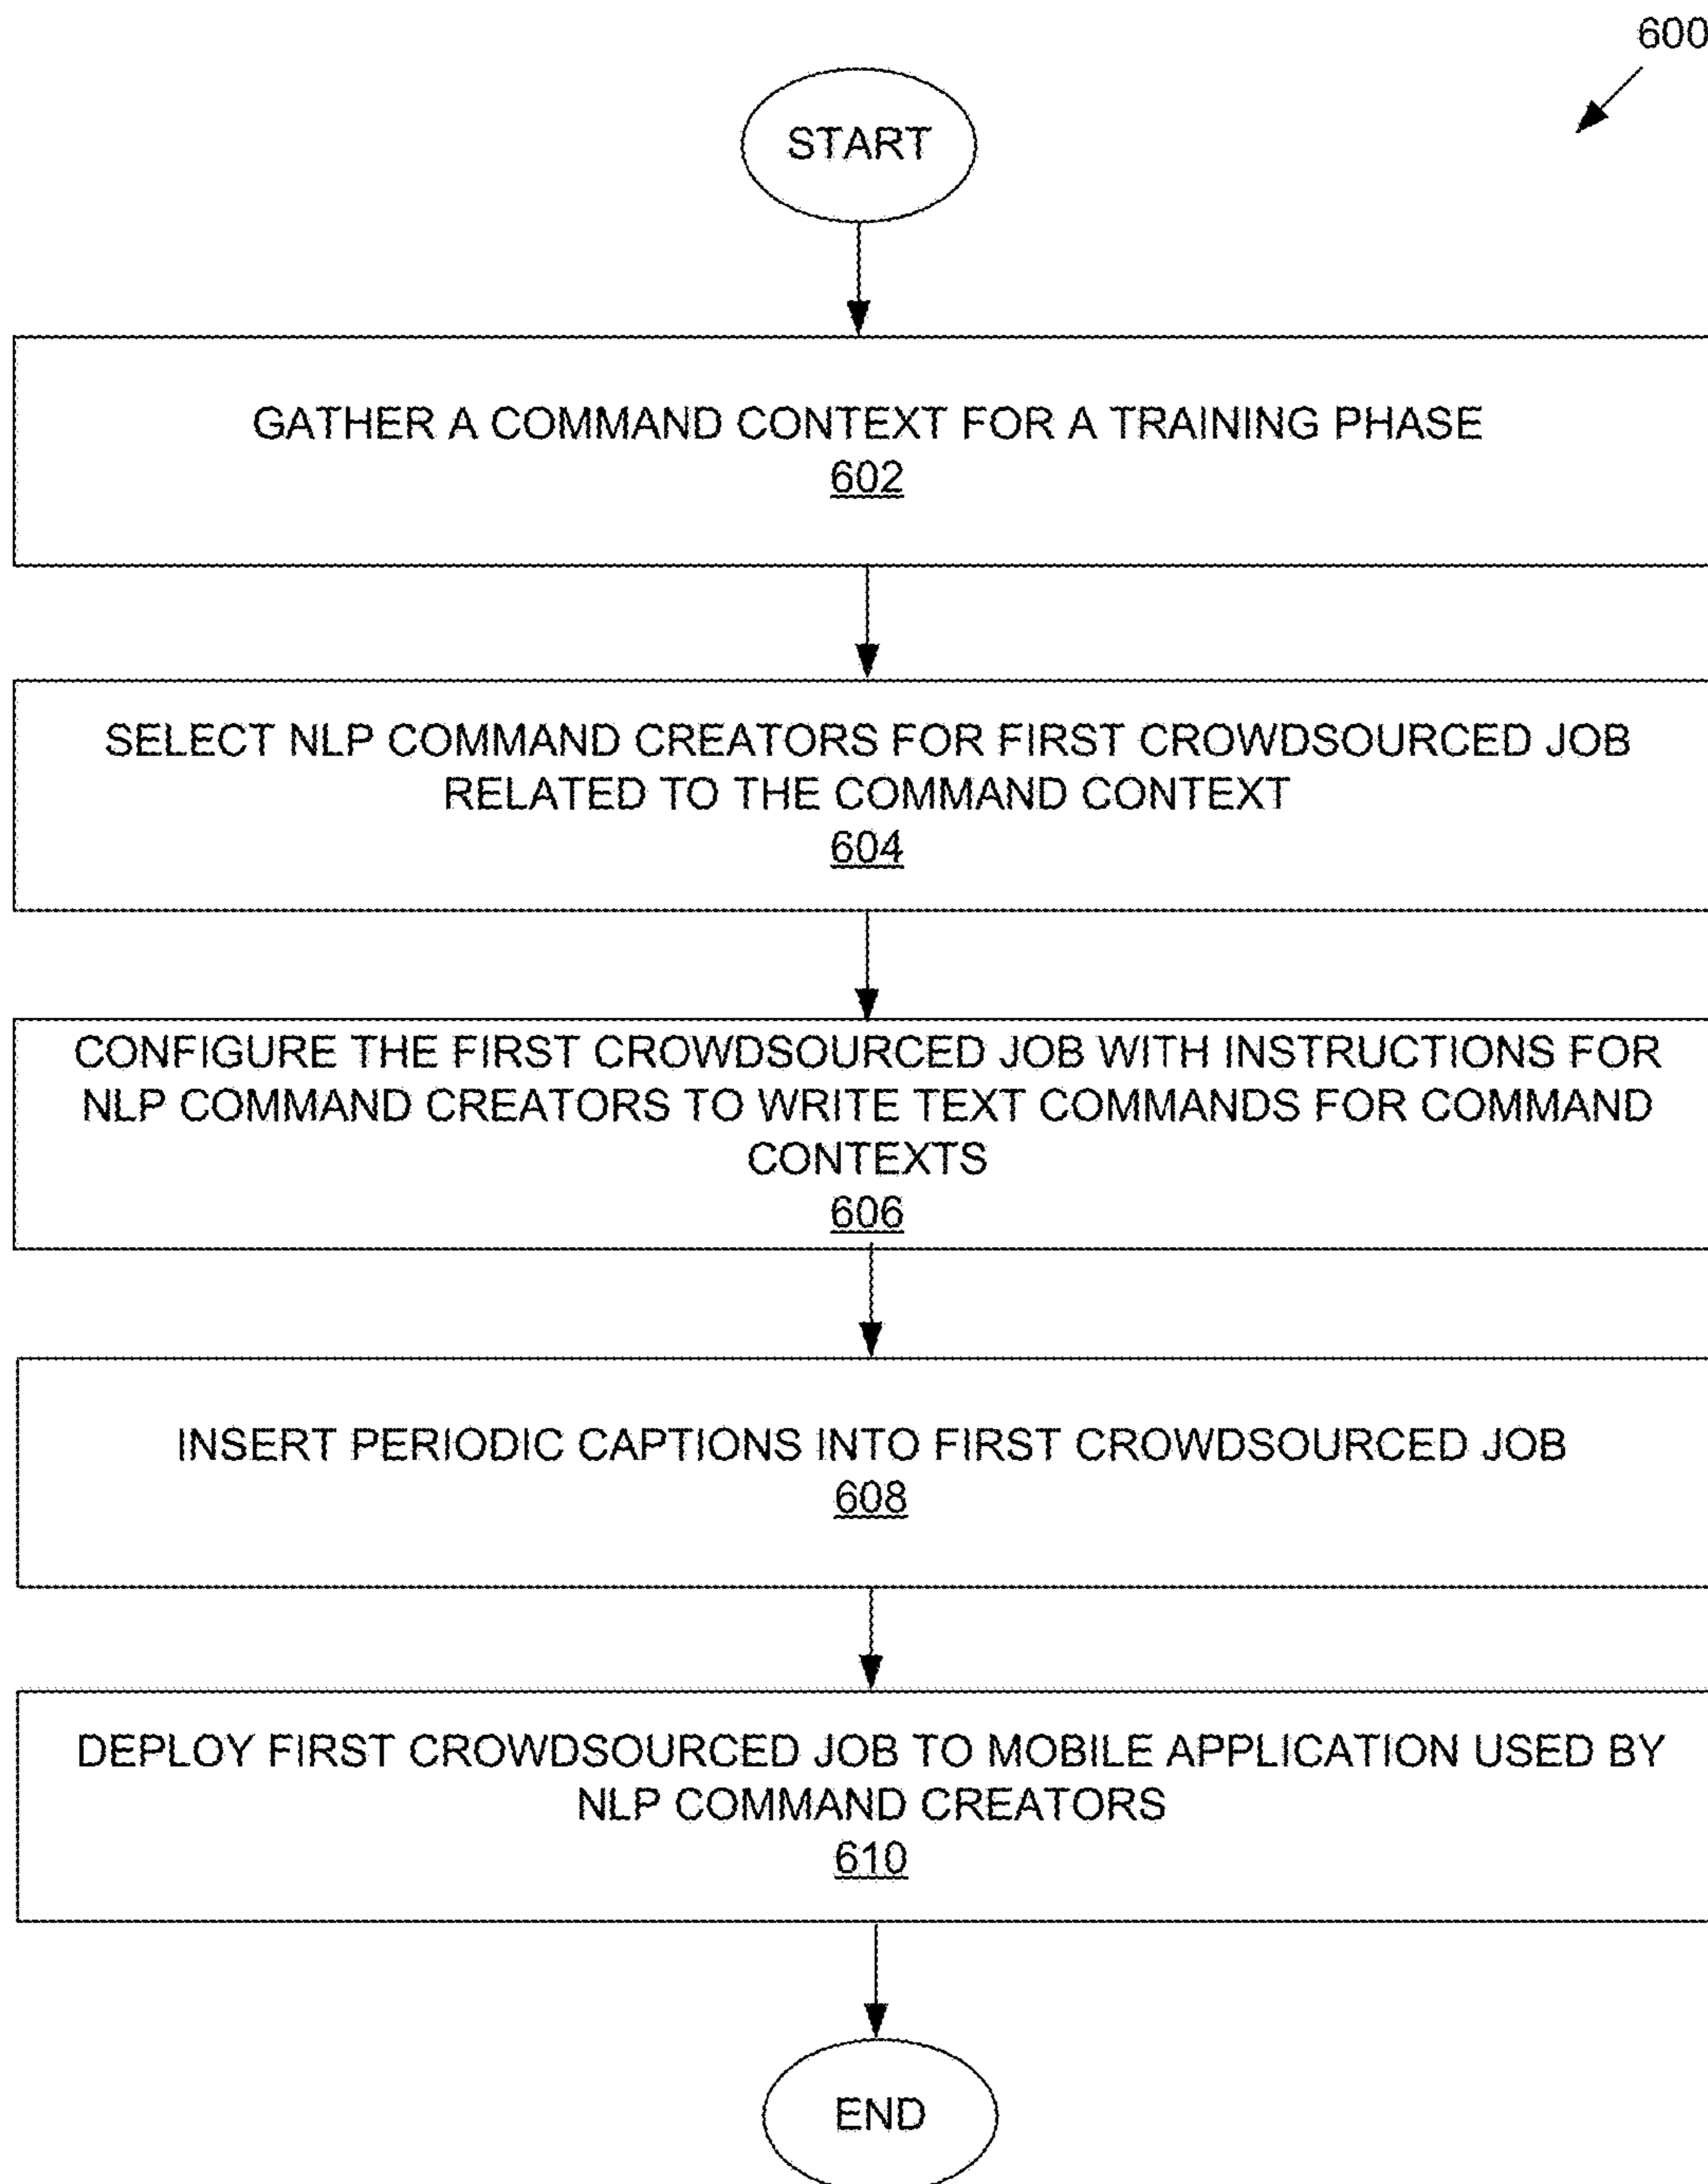 600
START
GATHER A COMMAND CONTEXT FOR A TRAINING PHASE
602
SELECT NLP COMMAND CREATORS FOR FIRST CROWDSOURCED JOB
RELATED TO THE COMMAND CONTEXT
604
CONFIGURE THE FIRST CROWDSOURCED JOB WITH INSTRUCTIONS FOR
NLP COMMAND CREATORS TO WRITE TEXT COMMANDS FOR COMMAND
CONTEXTS
606
INSERT PERIODIC CAPTIONS INTO FIRST CROWDSOURCED JOB
608
DEPLOY FIRST CROWDSOURCED JOB TO MOBILE APPLICATION USED BY
NLP COMMAND CREATORS
610
END